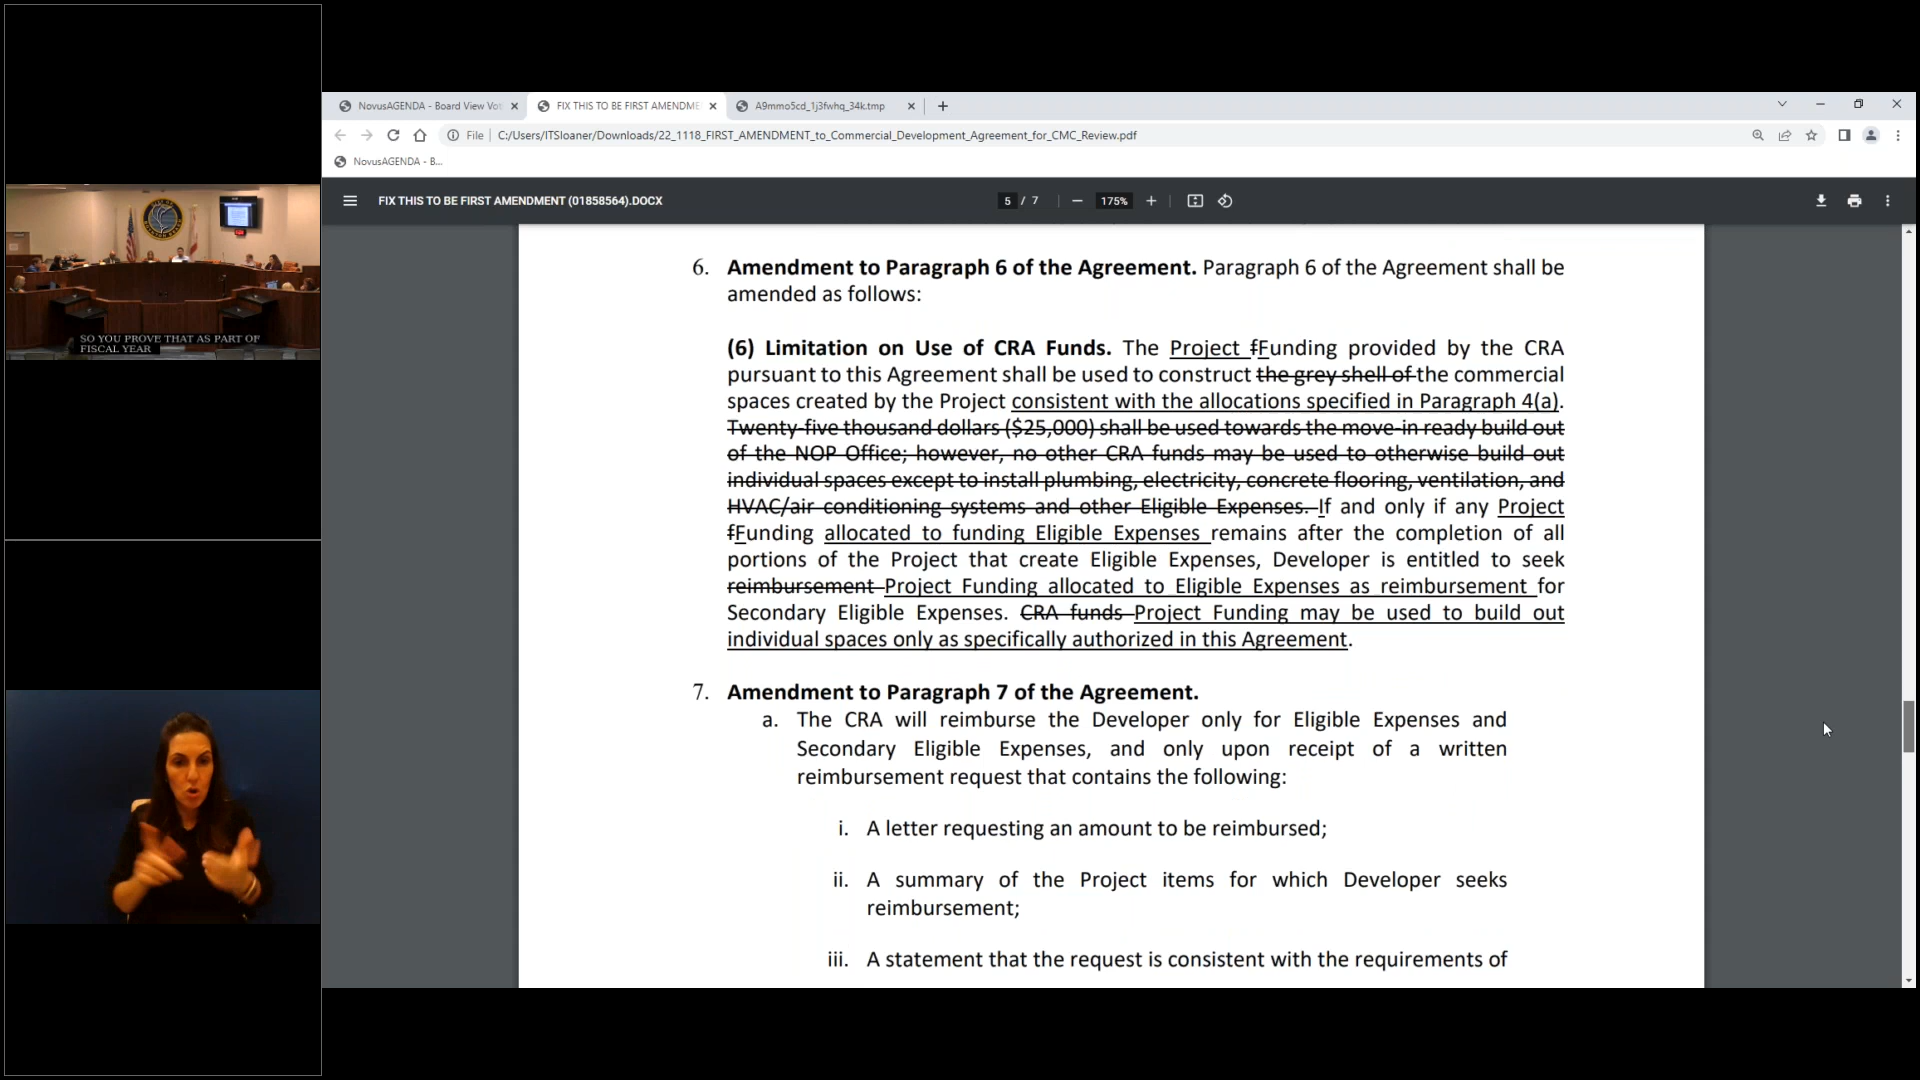 SO YOU PROVE THAT AS PART OF
FISCAL YEAR
NovusAGENDA - Board View Vot
FIX THIS TO BE FIRST AMENDME
A9mmo5cd_1j3fwhq_34k.tmp
File
C:/Users/ITSloaner/Downloads/22_1118_FIRST_AMENDMENT_to_Commercial_Development_Agreement_for_CMC_Review.pdf
NovusAGENDA - B...
FIX THIS TO BE FIRST AMENDMENT (01858564).DOCX
5 / 7
175%
6. Amendment to Paragraph 6 of the Agreement. Paragraph 6 of the Agreement shall be
amended as follows:
(6) Limitation on Use of CRA Funds. The Project fFunding provided by the CRA
pursuant to this Agreement shall be used to construct the grey shell of the commercial
spaces created by the Project consistent with the allocations specified in Paragraph 4(a).
Twenty-five thousand dollars ($25,000) shall be used towards the move-in ready build out
of the NOP Office; however, no other CRA funds may be used to otherwise build out
individual spaces except to install plumbing, electricity, concrete flooring, ventilation, and
HVAC/air conditioning systems and other Eligible Expenses. If and only if any Project
fFunding allocated to funding Eligible Expenses remains after the completion of all
portions of the Project that create Eligible Expenses, Developer is entitled to seek
reimbursement Project Funding allocated to Eligible Expenses as reimbursement for
Secondary Eligible Expenses. CRA funds Project Funding may be used to build out
individual spaces only as specifically authorized in this Agreement.
7. Amendment to Paragraph 7 of the Agreement.
a. The CRA will reimburse the Developer only for Eligible Expenses and
Secondary Eligible Expenses, and only upon receipt of a written
reimbursement request that contains the following:
i. A letter requesting an amount to be reimbursed;
ii. A summary of the Project items for which Developer seeks
reimbursement;
iii. A statement that the request is consistent with the requirements of